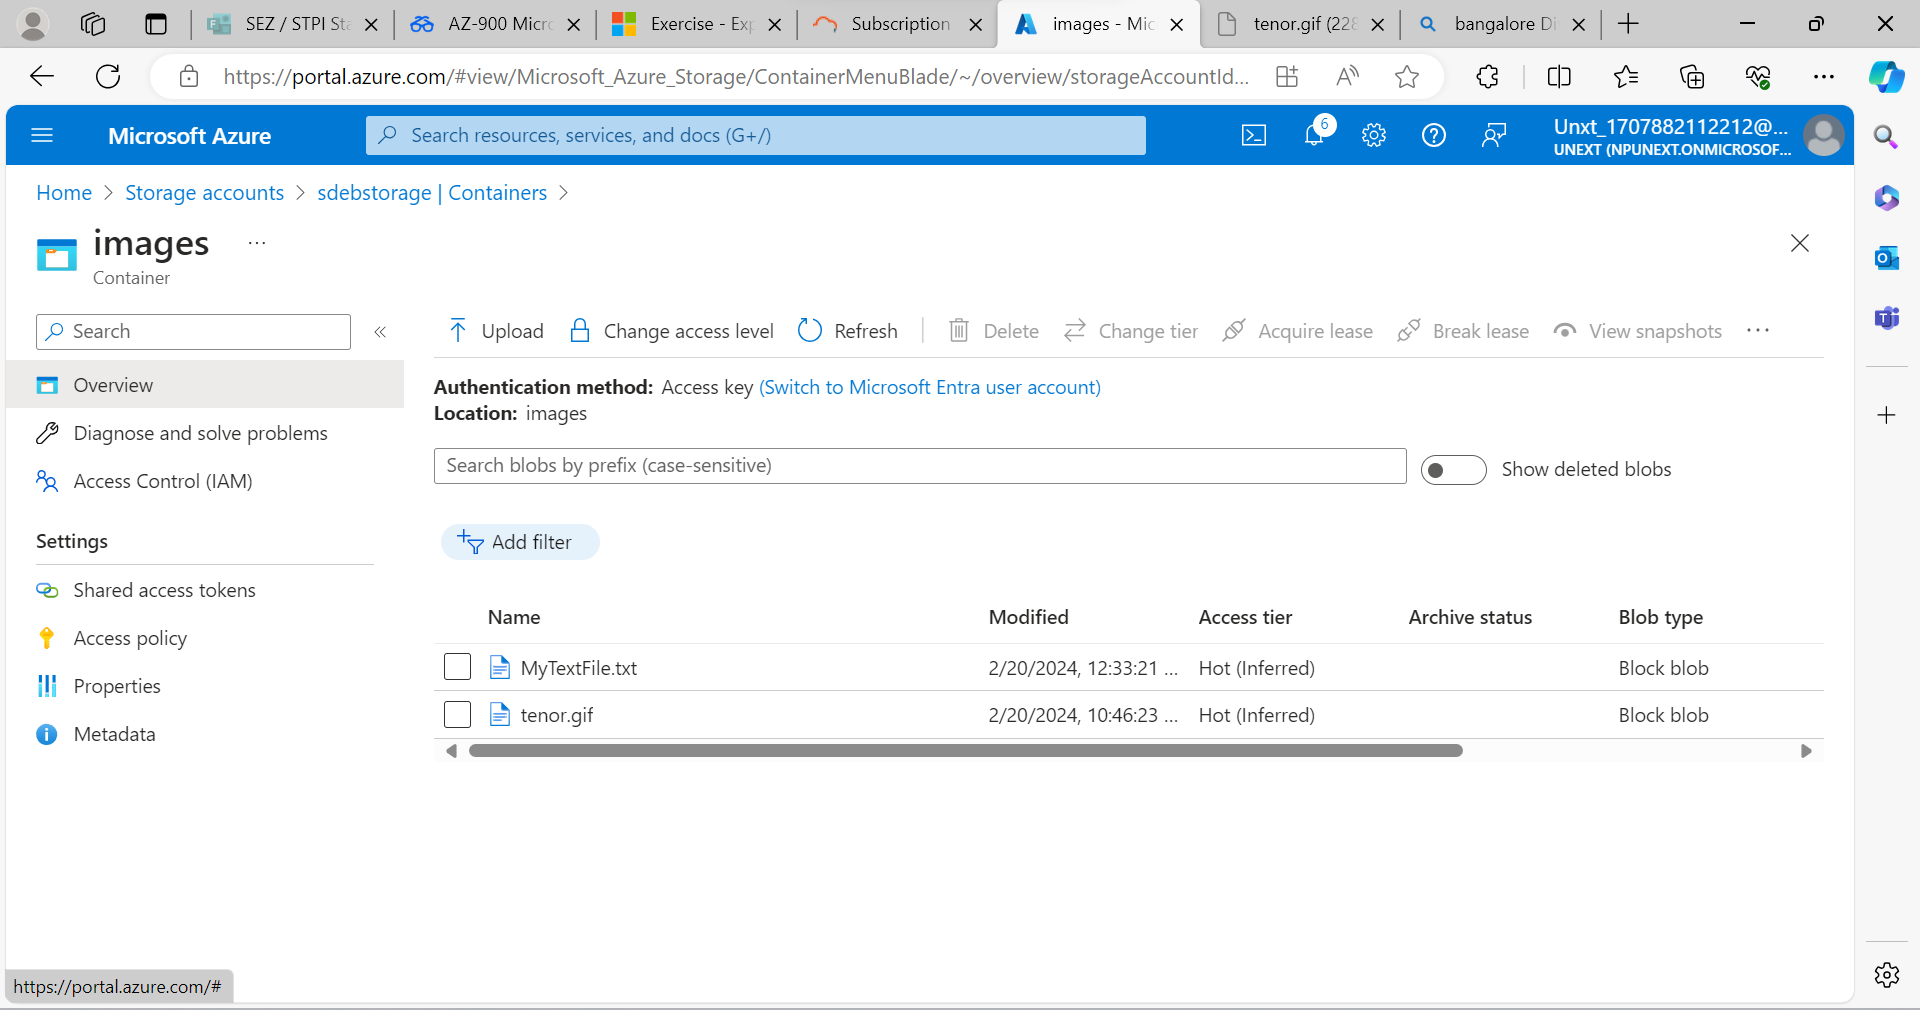 SEZ / STPI Sta
AZ-900 Micro
Exercise - Exp
Subscription
images - Mic
tenor.gif (228
bangalore Di
https://portal.azure.com/#view/Microsoft_Azure_Storage/ContainerMenuBlade/~/overview/storageAccountId...
Microsoft Azure
Search resources, services, and docs (G+/)
6
Unxt_1707882112212@...
UNEXT (NPUNEXT.ONMICROSOF...
Home > Storage accounts > sdebstorage | Containers >
images ...
Container
Search
Overview
Diagnose and solve problems
Access Control (IAM)
Settings
Shared access tokens
Access policy
Properties
Metadata
Upload Change access level Refresh Delete Change tier Acquire lease Break lease View snapshots ...
Authentication method: Access key (Switch to Microsoft Entra user account)
Location: images
Search blobs by prefix (case-sensitive)
Show deleted blobs
Add filter
Name Modified Access tier Archive status Blob type
MyTextFile.txt 2/20/2024, 12:33:21 ... Hot (Inferred) Block blob
tenor.gif 2/20/2024, 10:46:23 ... Hot (Inferred) Block blob
https://portal.azure.com/#